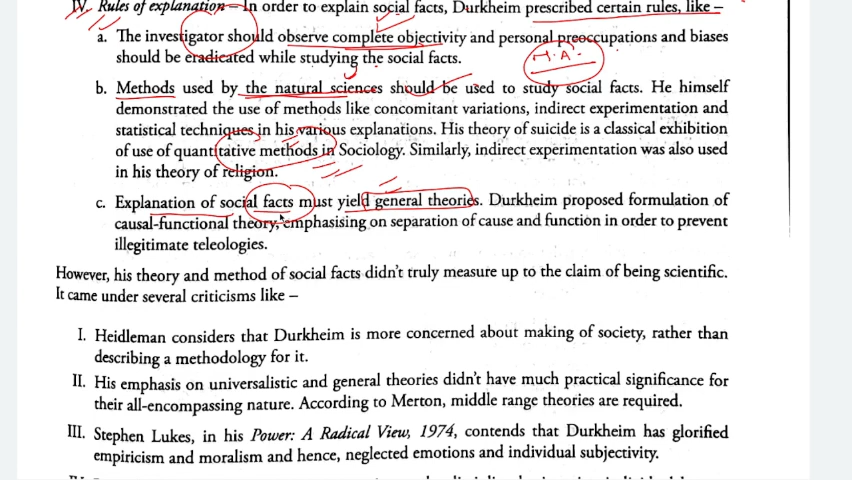 IV. Rules of explanation – In order to explain social facts, Durkheim prescribed certain rules, like –
a. The investigator should observe complete objectivity and personal preoccupations and biases
should be eradicated while studying the social facts.
H.A.
b. Methods used by the natural sciences should be used to study social facts. He himself
demonstrated the use of methods like concomitant variations, indirect experimentation and
statistical techniques in his various explanations. His theory of suicide is a classical exhibition
of use of quantitative methods in Sociology. Similarly, indirect experimentation was also used
in his theory of religion.
c. Explanation of social facts must yield general theories. Durkheim proposed formulation of
causal-functional theory, emphasising on separation of cause and function in order to prevent
illegitimate teleologies.
However, his theory and method of social facts didn't truly measure up to the claim of being scientific.
It came under several criticisms like –
I. Heidleman considers that Durkheim is more concerned about making of society, rather than
describing a methodology for it.
II. His emphasis on universalistic and general theories didn't have much practical significance for
their all-encompassing nature. According to Merton, middle range theories are required.
III. Stephen Lukes, in his Power: A Radical View, 1974, contends that Durkheim has glorified
empiricism and moralism and hence, neglected emotions and individual subjectivity.